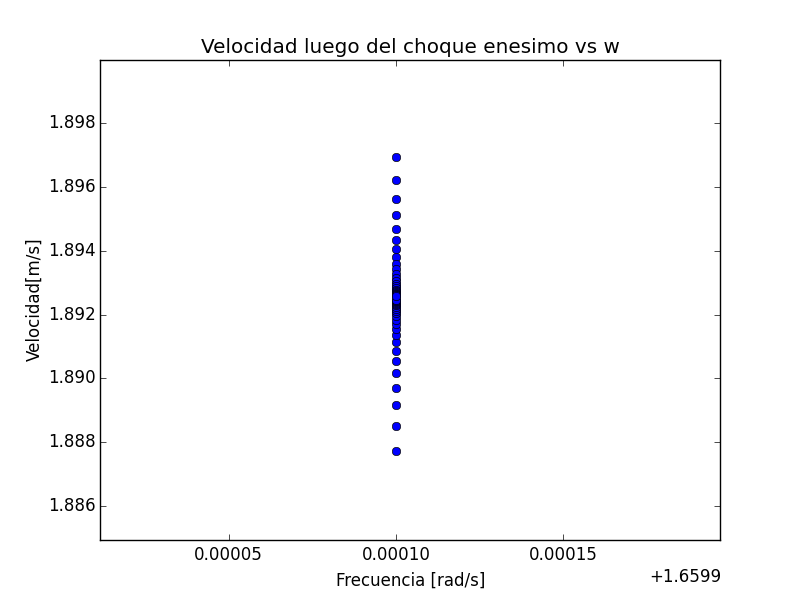 Velocidad luego del choque enesimo vs w
1.898
1.896
1.894
1.892
1.890
1.888
1.886
Velocidad[m/s]
0.00005 0.00010 0.00015
Frecuencia [rad/s]
+1.6599